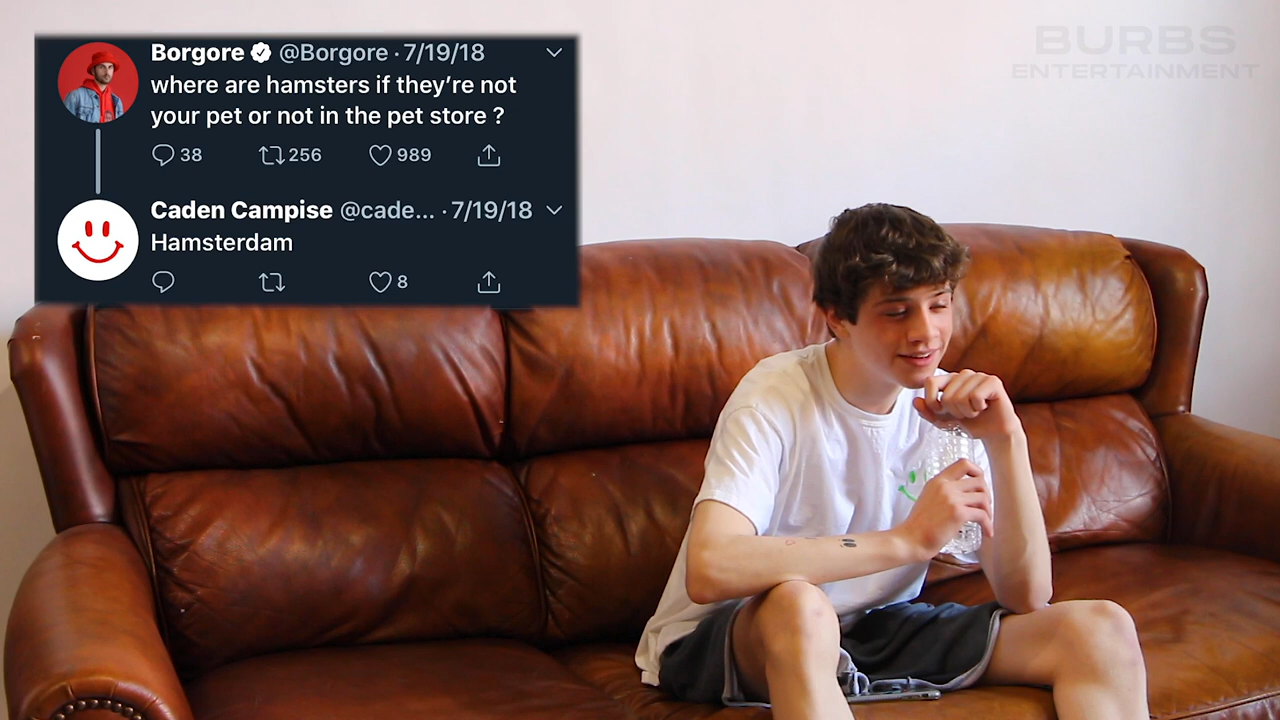 Borgore @Borgore · 7/19/18
where are hamsters if they're not
your pet or not in the pet store ?
38 256 989
Caden Campise @cade... · 7/19/18
Hamsterdam
8
BURBS
ENTERTAINMENT